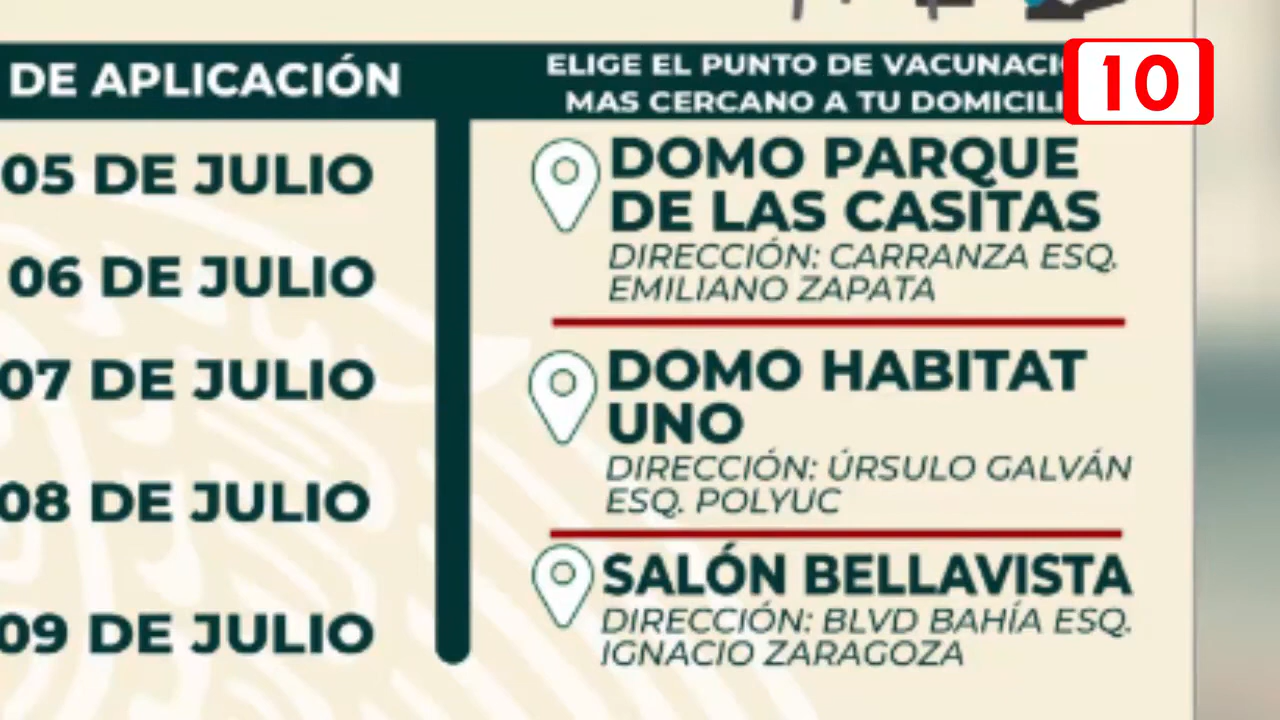 DE APLICACIÓN
05 DE JULIO
06 DE JULIO
07 DE JULIO
08 DE JULIO
09 DE JULIO
ELIGE EL PUNTO DE VACUNACI
MAS CERCANO A TU DOMICILI
10
DOMO PARQUE
DE LAS CASITAS
DIRECCIÓN: CARRANZA ESQ.
EMILIANO ZAPATA
DOMO HABITAT
UNO
DIRECCIÓN: ÚRSULO GALVÁN
ESQ. POLYUC
SALÓN BELLAVISTA
DIRECCIÓN: BLVD BAHÍA ESQ.
IGNACIO ZARAGOZA